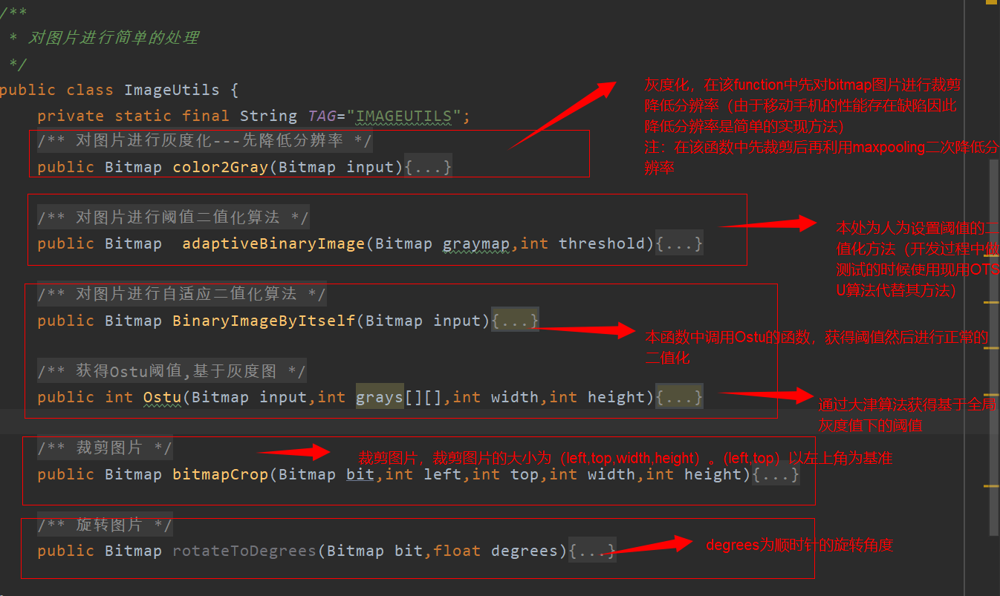 /**
* 对图片进行简单的处理
*/
public class ImageUtils {
private static final String TAG="IMAGEUTILS";
/** 对图片进行灰度化---先降低分辨率 */
public Bitmap color2Gray(Bitmap input){...}
灰度化，在该function中先对bitmap图片进行裁剪
降低分辨率（由于移动手机的性能存在缺陷因此
降低分辨率是简单的实现方法）
注：在该函数中先裁剪后再利用maxpooling二次降低分
辨率
/** 对图片进行阈值二值化算法 */
public Bitmap  adaptiveBinaryImage(Bitmap graymap,int threshold){...}
本处为人为设置阈值的二
值化方法（开发过程中做
测试的时候使用现用OTS
U算法代替其方法）
/** 对图片进行自适应二值化算法 */
public Bitmap BinaryImageByItself(Bitmap input){...}
本函数中调用Ostu的函数，获得阈值然后进行正常的
二值化
/** 获得Ostu阈值,基于灰度图 */
public int Ostu(Bitmap input,int grays[][],int width,int height){...}
通过大津算法获得基于全局
灰度值下的阈值
/** 裁剪图片 */
裁剪图片，裁剪图片的大小为（left,top,width,height）。(left,top）以左上角为基准
public Bitmap bitmapCrop(Bitmap bit,int left,int top,int width,int height){...}
/** 旋转图片 */
public Bitmap rotateToDegrees(Bitmap bit,float degrees){...}
degrees为顺时针的旋转角度